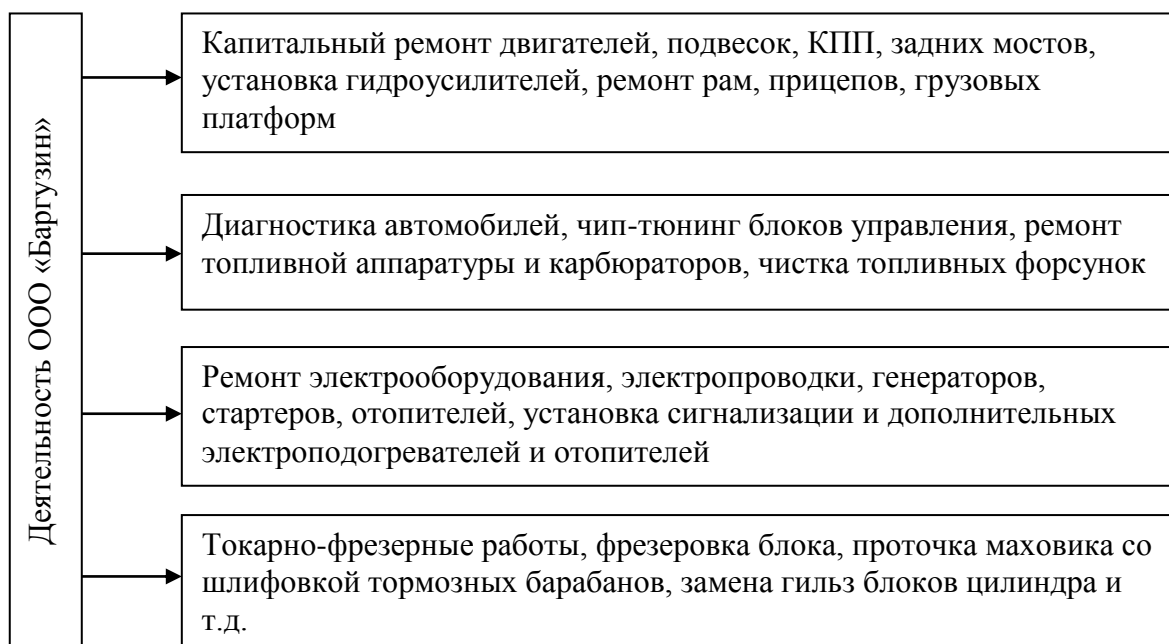 Деятельность ООО «Баргузин»
Капитальный ремонт двигателей, подвесок, КПП, задних мостов,
установка гидроусилителей, ремонт рам, прицепов, грузовых
платформ
Диагностика автомобилей, чип-тюнинг блоков управления, ремонт
топливной аппаратуры и карбюраторов, чистка топливных форсунок
Ремонт электрооборудования, электропроводки, генераторов,
стартеров, отопителей, установка сигнализации и дополнительных
электроподогревателей и отопителей
Токарно-фрезерные работы, фрезеровка блока, проточка маховика со
шлифовкой тормозных барабанов, замена гильз блоков цилиндра и
т.д.